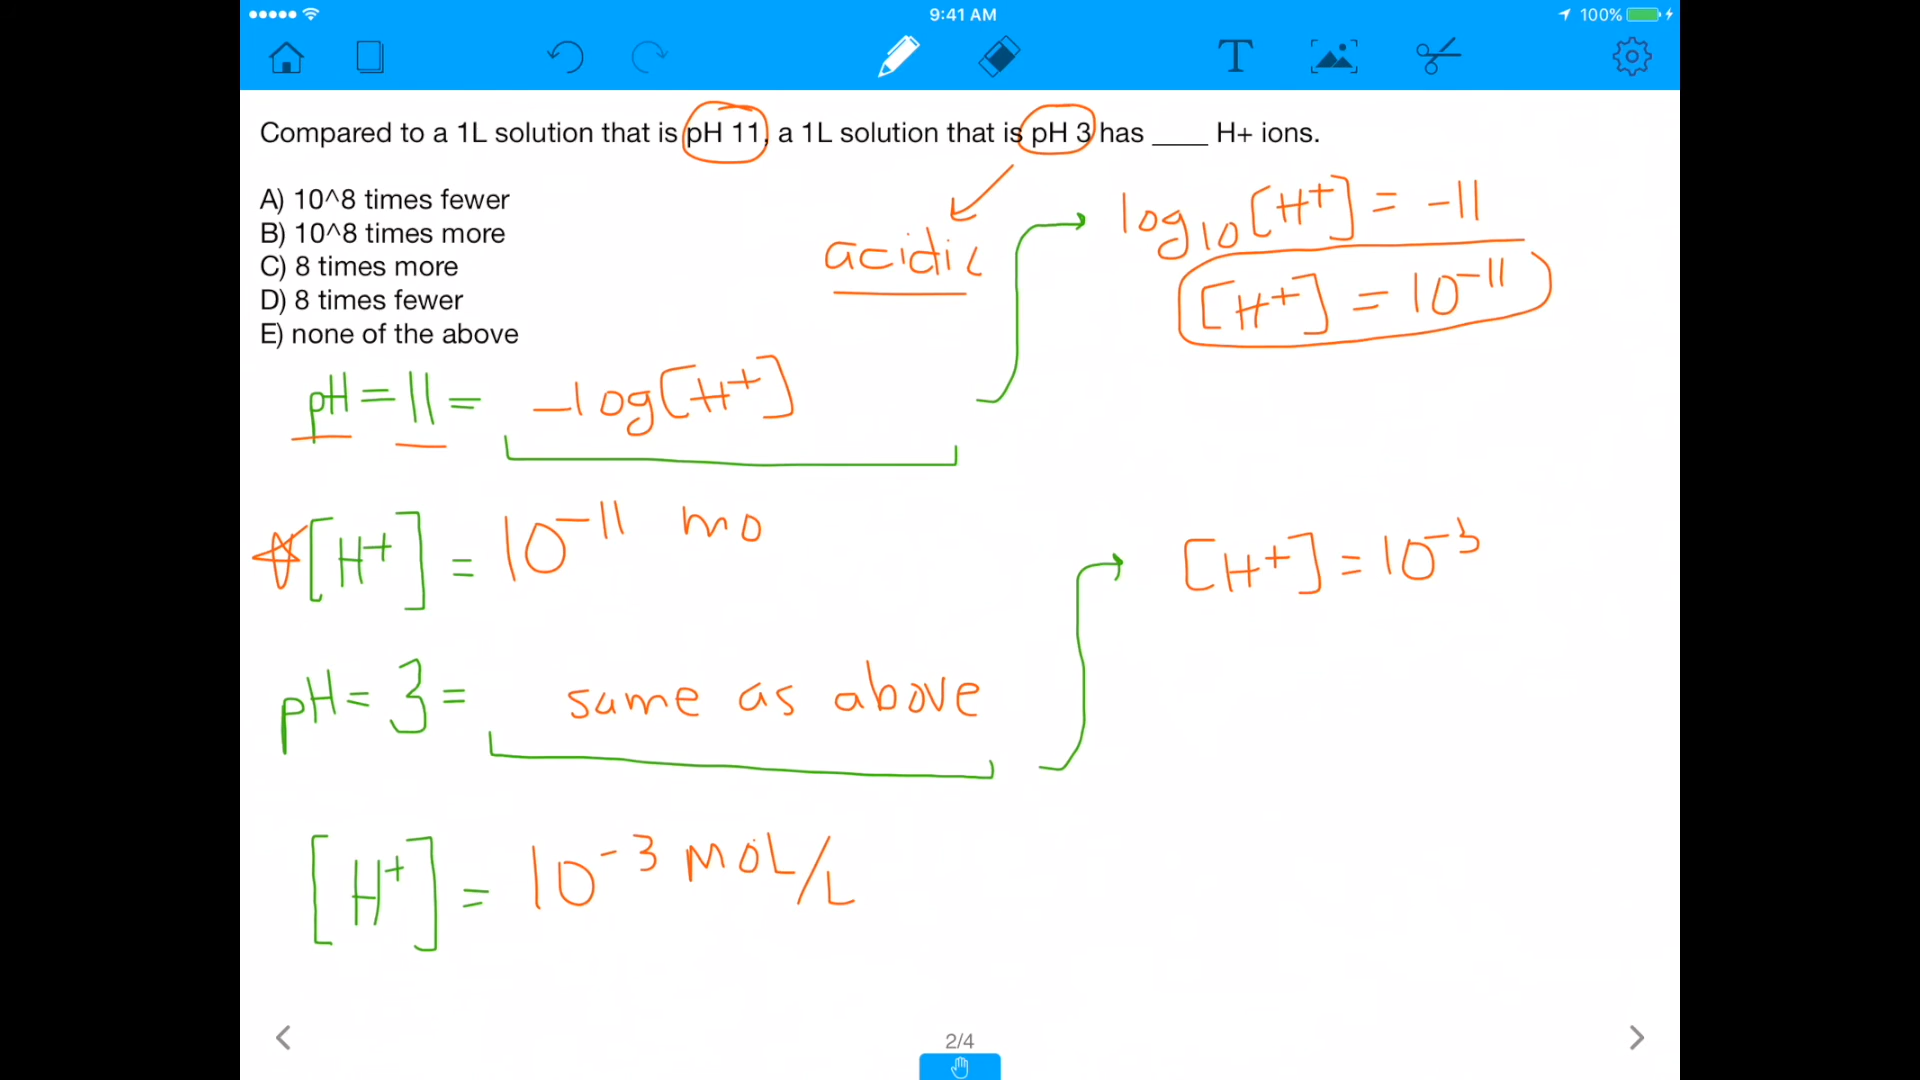 9:41 AM
100%
T
Compared to a 1L solution that is pH 11, a 1L solution that is pH 3 has ____ H+ ions.
A) 10^8 times fewer
B) 10^8 times more
C) 8 times more
D) 8 times fewer
E) none of the above
acidic
log₁₀[H⁺] = -11
[H⁺] = 10⁻¹¹
pH = 11 = -log[H⁺]
[H⁺] = 10⁻¹¹ mo
[H⁺] = 10⁻³
pH = 3 = same as above
[H⁺] = 10⁻³ MOL/L
2/4